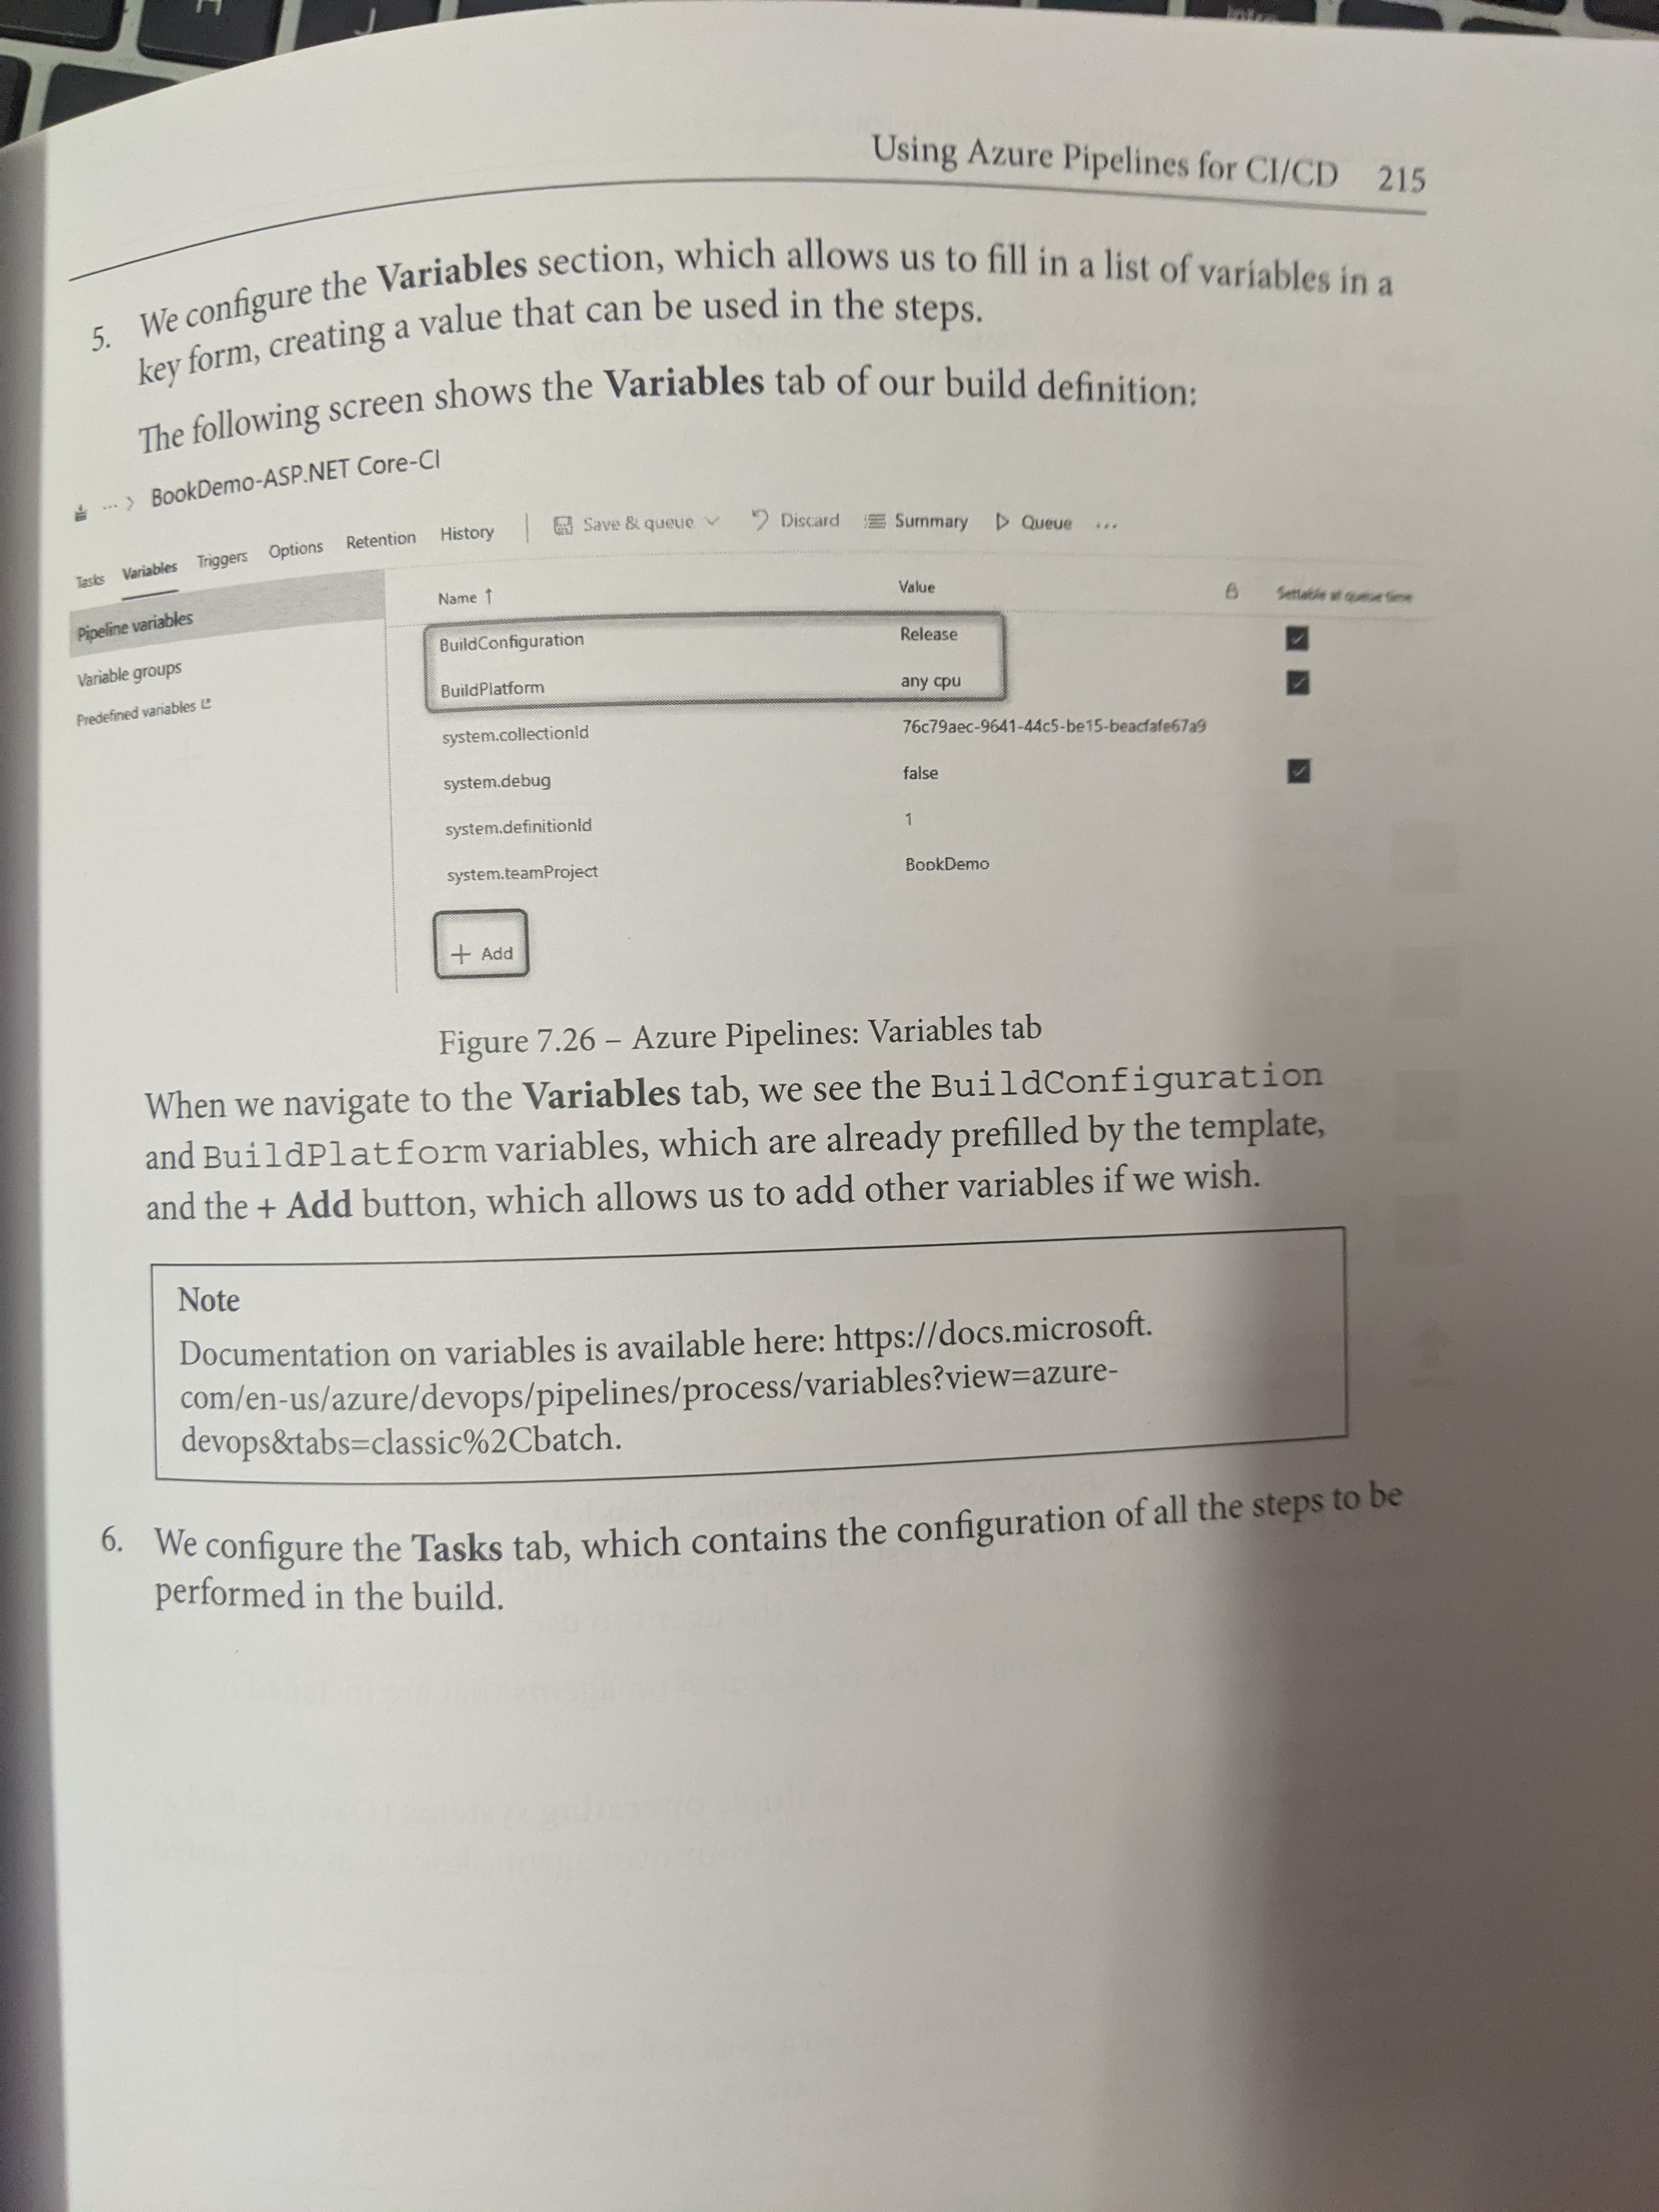 Using Azure Pipelines for CI/CD 215
5. We configure the Variables section, which allows us to fill in a list of variables in a
key form, creating a value that can be used in the steps.
The following screen shows the Variables tab of our build definition:
... > BookDemo-ASP.NET Core-CI
Tasks Variables Triggers Options Retention History Save & queue Discard Summary Queue ...
Name ↑ Value Settable at queue time
Pipeline variables
BuildConfiguration Release
Variable groups
BuildPlatform any cpu
Predefined variables
system.collectionId 76c79aec-9641-44c5-be15-beacfafe67a9
system.debug false
system.definitionId 1
system.teamProject BookDemo
+ Add
Figure 7.26 – Azure Pipelines: Variables tab
When we navigate to the Variables tab, we see the BuildConfiguration
and BuildPlatform variables, which are already prefilled by the template,
and the + Add button, which allows us to add other variables if we wish.
Note
Documentation on variables is available here: https://docs.microsoft.
com/en-us/azure/devops/pipelines/process/variables?view=azure-
devops&tabs=classic%2Cbatch.
6. We configure the Tasks tab, which contains the configuration of all the steps to be
performed in the build.